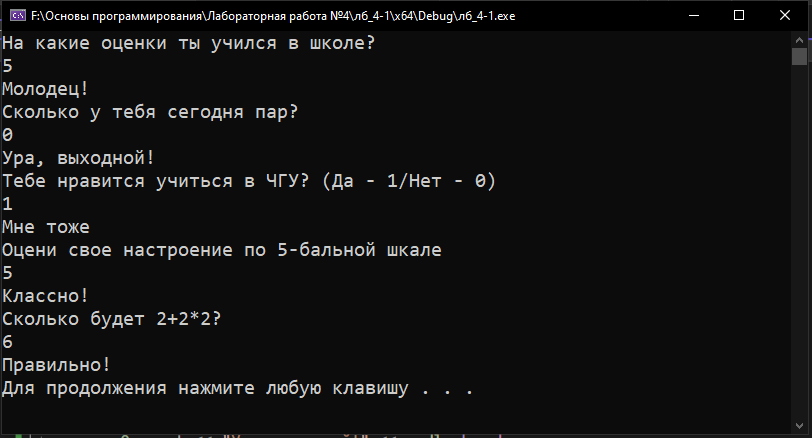 F:\Основы программирования\Лабораторная работа №4\лб_4-1\x64\Debug\лб_4-1.exe
На какие оценки ты учился в школе?
5
Молодец!
Сколько у тебя сегодня пар?
0
Ура, выходной!
Тебе нравится учиться в ЧГУ? (Да - 1/Нет - 0)
1
Мне тоже
Оцени свое настроение по 5-бальной шкале
5
Классно!
Сколько будет 2+2*2?
6
Правильно!
Для продолжения нажмите любую клавишу . . .